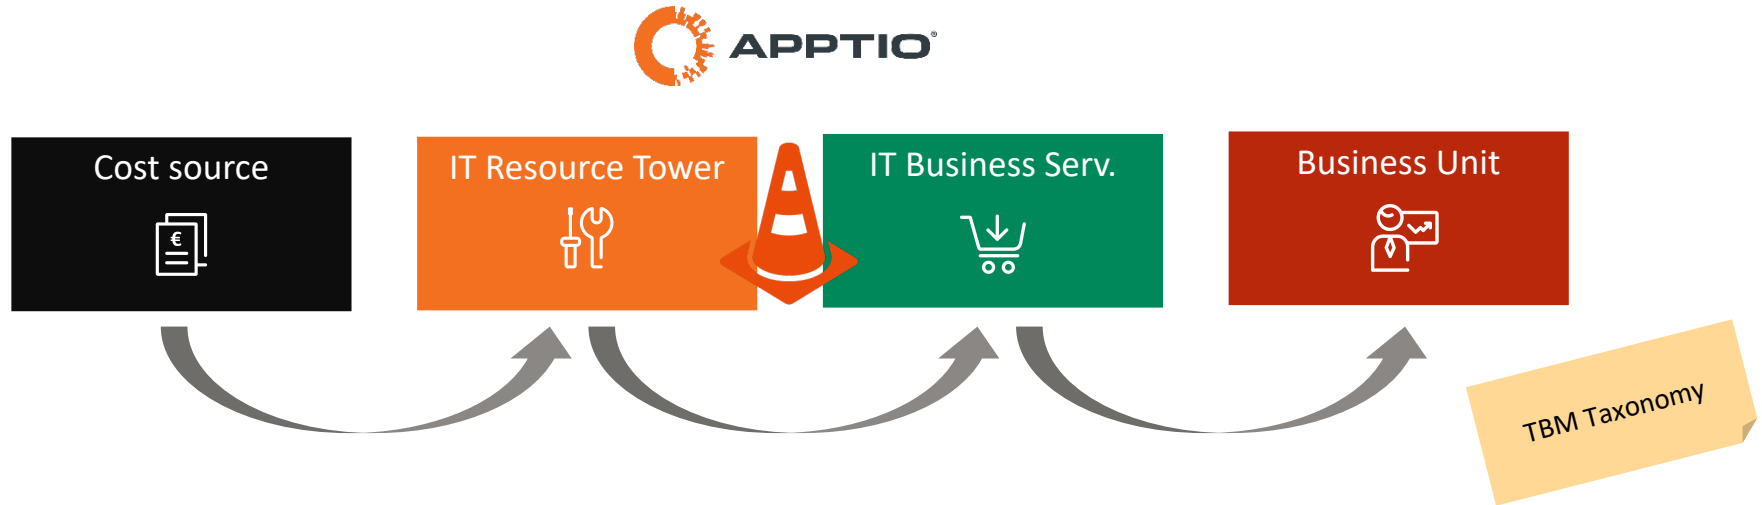 APPTIO®
Cost source
IT Resource Tower
IT Business Serv.
Business Unit
€
TBM Taxonomy